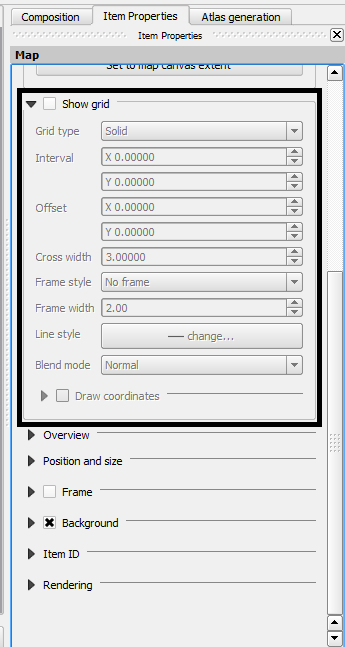 Composition Item Properties Atlas generation
Item Properties
Map
Set to map canvas extent
Show grid
Grid type Solid
Interval X 0.00000
Y 0.00000
Offset X 0.00000
Y 0.00000
Cross width 3.00000
Frame style No frame
Frame width 2.00
Line style change...
Blend mode Normal
Draw coordinates
Overview
Position and size
Frame
Background
Item ID
Rendering